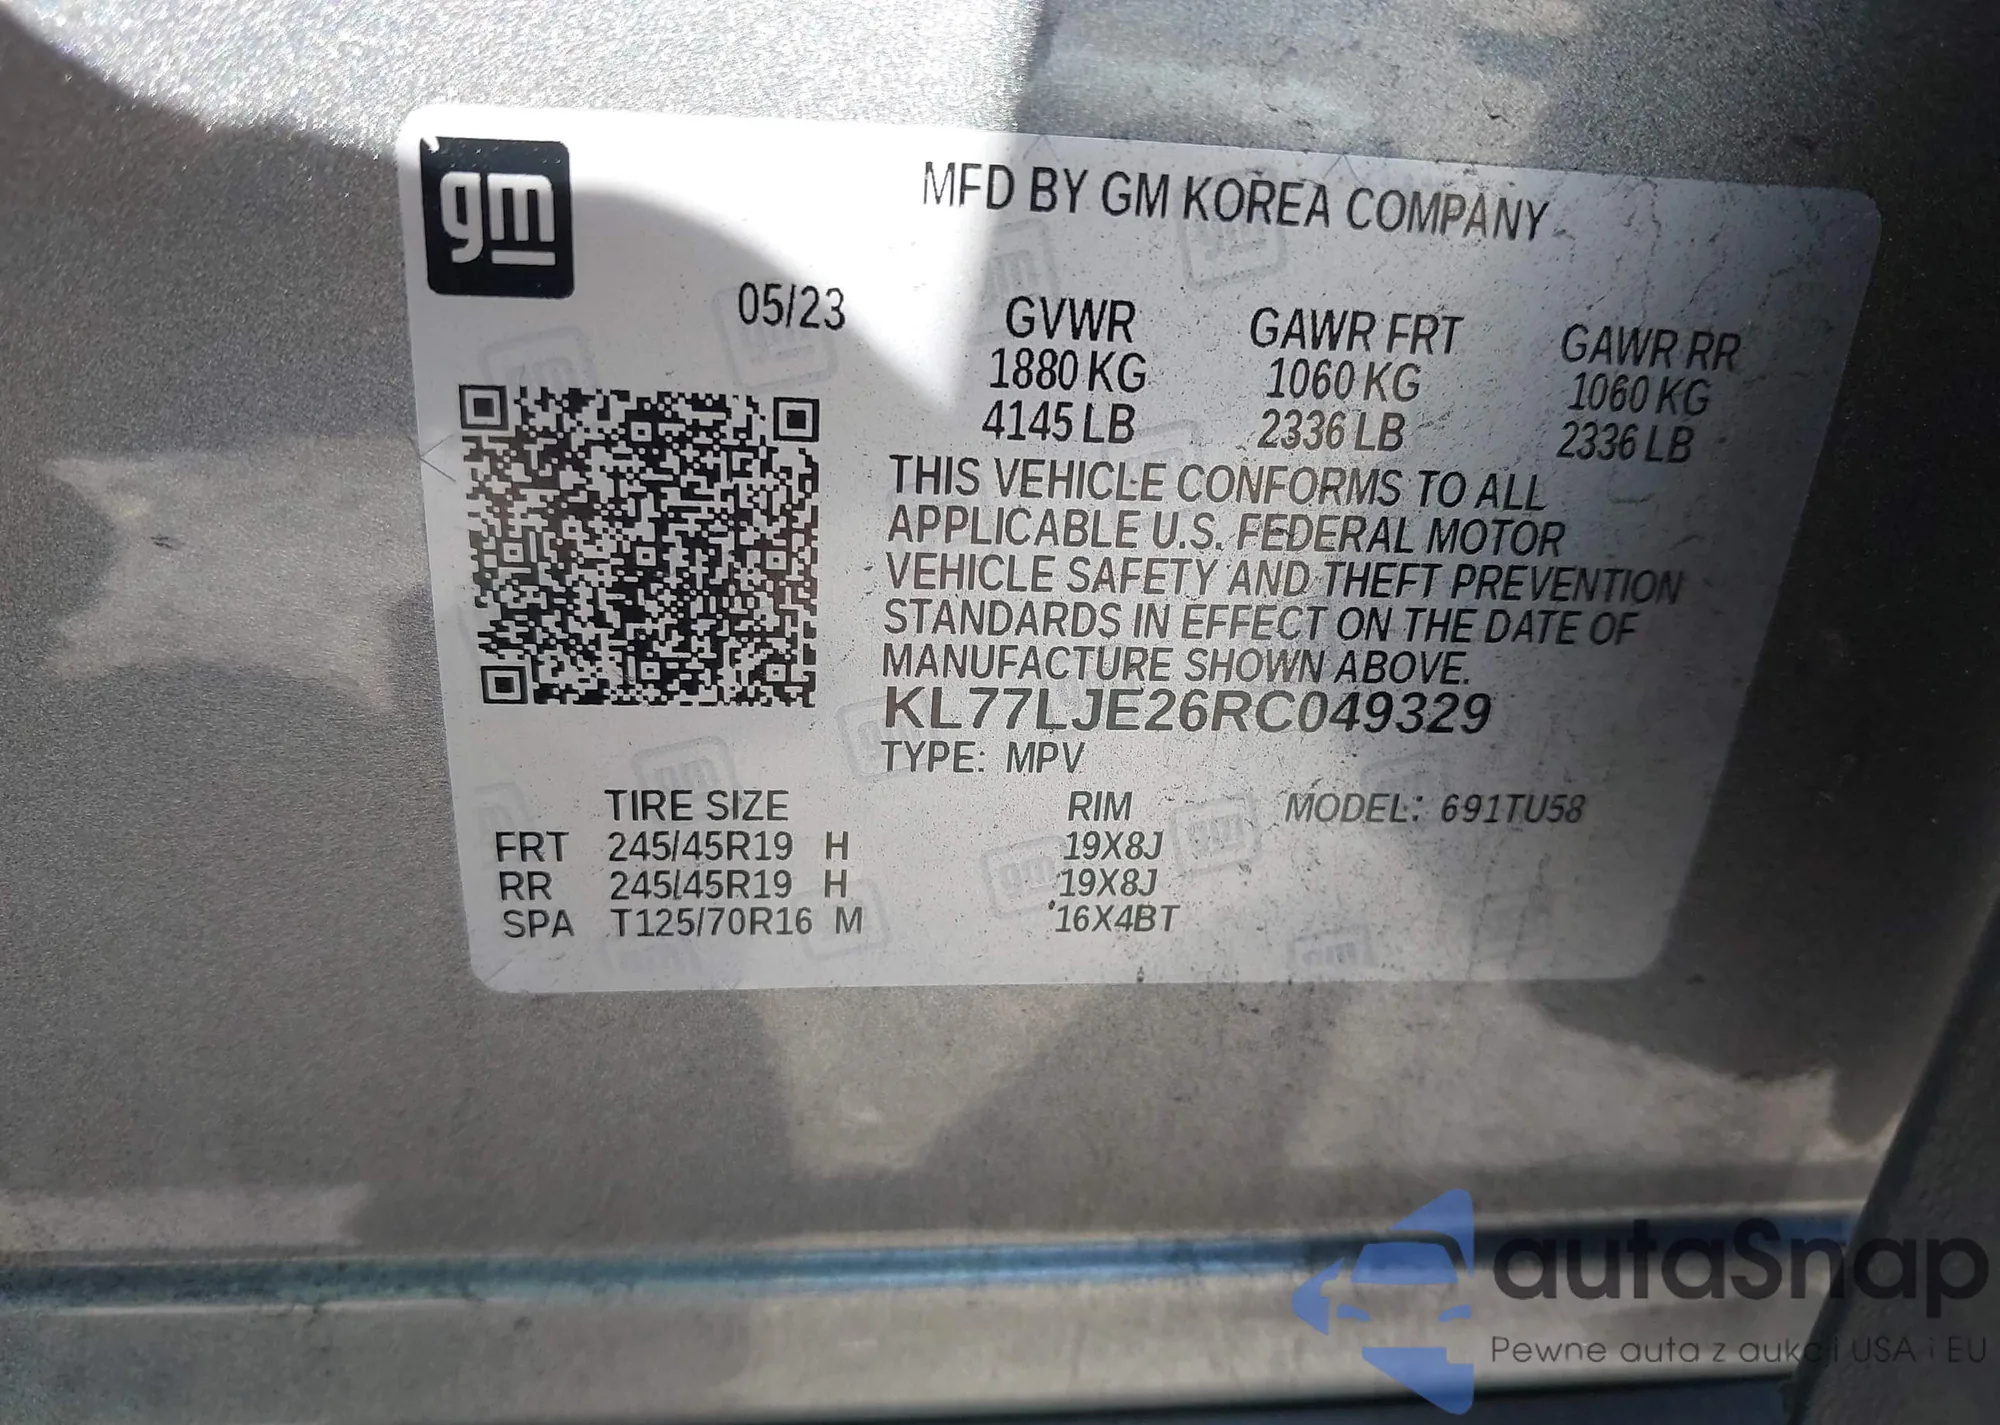 gm
MFD BY GM KOREA COMPANY
05/23
GVWR GAWR FRT GAWR RR
1880 KG 1060 KG 1060 KG
4145 LB 2336 LB 2336 LB
THIS VEHICLE CONFORMS TO ALL
APPLICABLE U.S. FEDERAL MOTOR
VEHICLE SAFETY AND THEFT PREVENTION
STANDARDS IN EFFECT ON THE DATE OF
MANUFACTURE SHOWN ABOVE.
KL77LJE26RC049329
TYPE: MPV
TIRE SIZE RIM MODEL: 691TU58
FRT 245/45R19 H 19X8J
RR 245/45R19 H 19X8J
SPA T125/70R16 M 16X4BT
autaSnap
Pewne auta z aukcji USA i EU